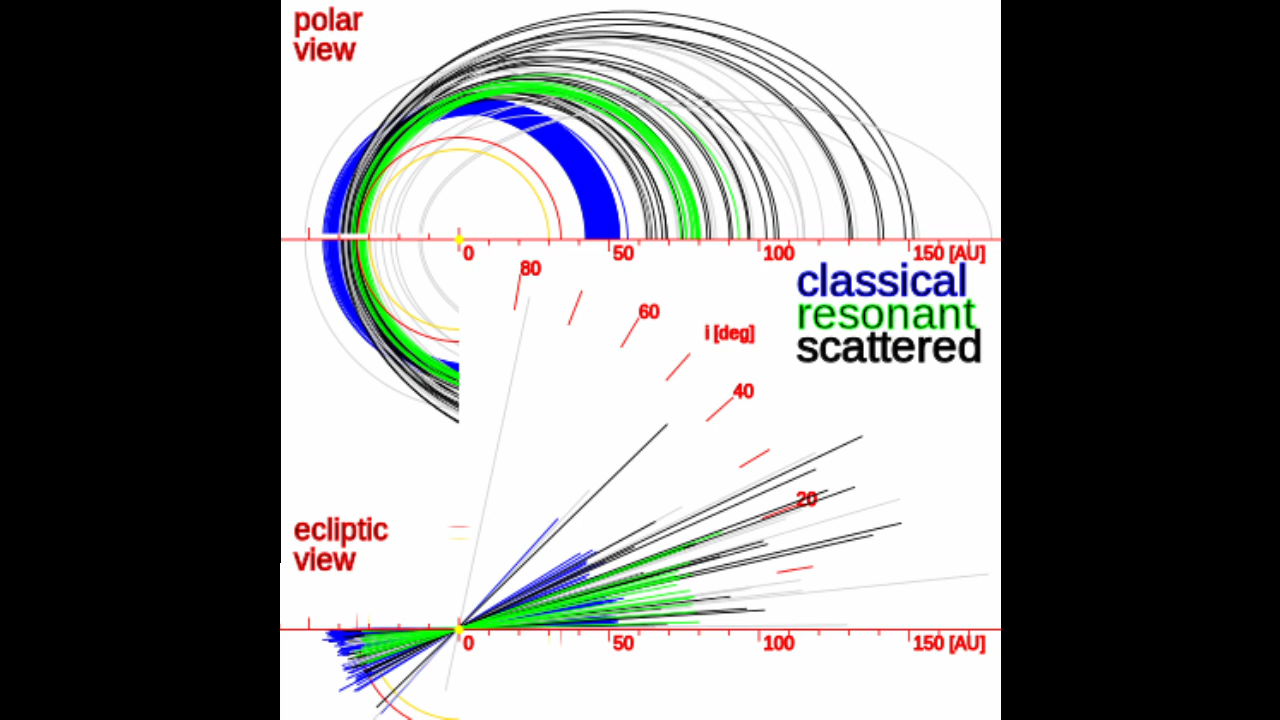 polar
view
0 50 100 150 [AU]
80
classical
60
resonant
i [deg]
scattered
40
20
ecliptic
view
0 50 100 150 [AU]